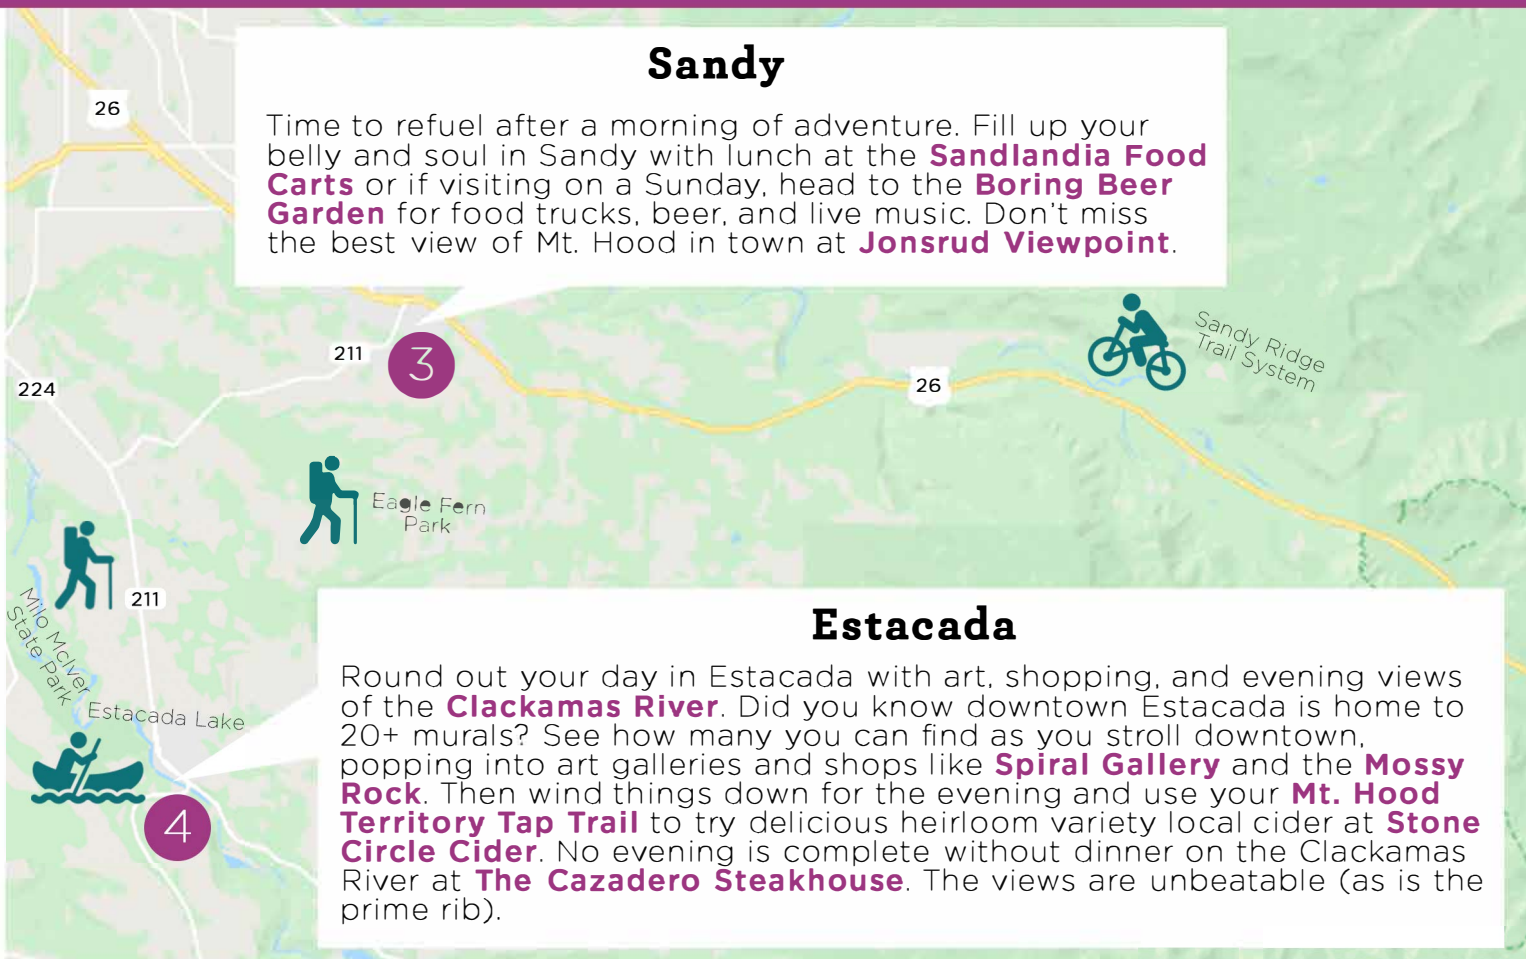 Sandy
Time to refuel after a morning of adventure. Fill up your
belly and soul in Sandy with lunch at the Sandlandia Food
Carts or if visiting on a Sunday, head to the Boring Beer
Garden for food trucks, beer, and live music. Don't miss
the best view of Mt. Hood in town at Jonsrud Viewpoint.
26
211
3
224
26
Sandy Ridge
Trail System
Eagle Fern
Park
211
Milo McIver
State Park
Estacada Lake
4
Estacada
Round out your day in Estacada with art, shopping, and evening views
of the Clackamas River. Did you know downtown Estacada is home to
20+ murals? See how many you can find as you stroll downtown,
popping into art galleries and shops like Spiral Gallery and the Mossy
Rock. Then wind things down for the evening and use your Mt. Hood
Territory Tap Trail to try delicious heirloom variety local cider at Stone
Circle Cider. No evening is complete without dinner on the Clackamas
River at The Cazadero Steakhouse. The views are unbeatable (as is the
prime rib).